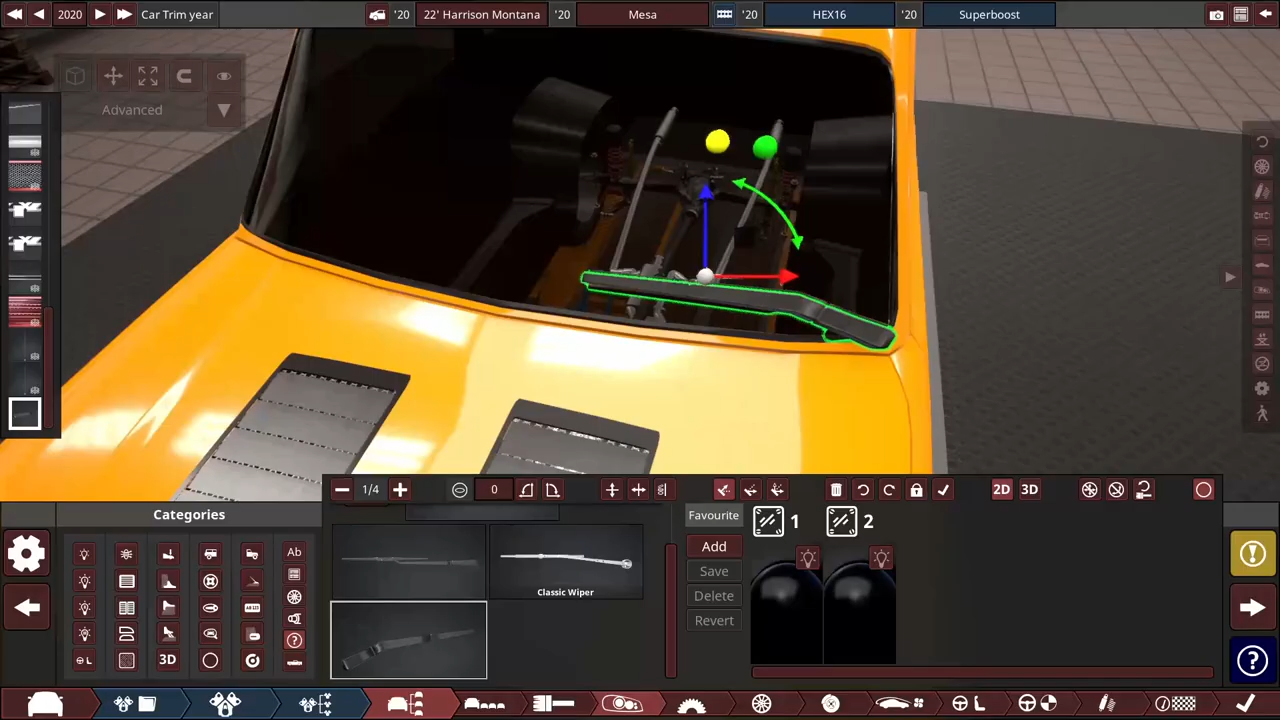 2020 Car Trim year '20 22' Harrison Montana '20 Mesa '20 HEX16 '20 Superboost
Advanced
1/4 0 2D 3D
Categories
Favourite 1 2
Ab
Add
Classic Wiper
Save
Delete
Revert
3D
L
L